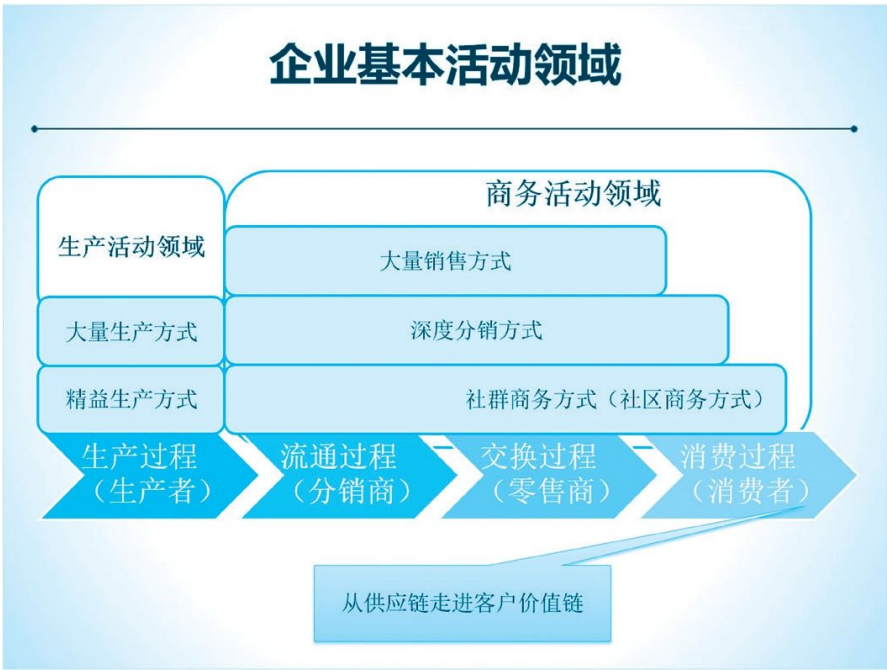 企业基本活动领域
商务活动领域
生产活动领域
大量销售方式
大量生产方式
深度分销方式
精益生产方式
社群商务方式（社区商务方式）
生产过程
（生产者）
流通过程
（分销商）
交换过程
（零售商）
消费过程
（消费者）
从供应链走进客户价值链